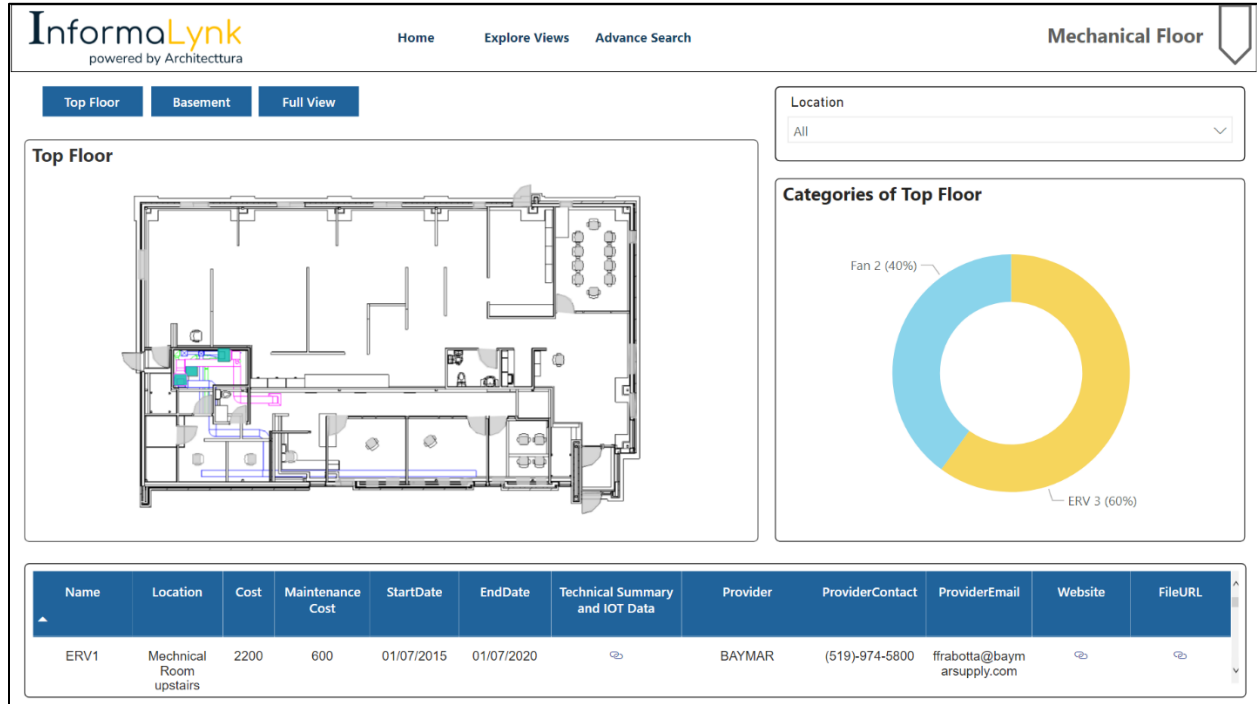 InformaLynk
powered by Architecttura
Home
Explore Views
Advance Search
Mechanical Floor
Top Floor
Basement
Full View
Location
All
Top Floor
Categories of Top Floor
Fan 2 (40%)
ERV 3 (60%)
Name
Location
Cost
Maintenance
Cost
StartDate
EndDate
Technical Summary
and IOT Data
Provider
ProviderContact
ProviderEmail
Website
FileURL
ERV1
Mechnical
Room
upstairs
2200
600
01/07/2015
01/07/2020
BAYMAR
(519)-974-5800
ffrabotta@baym
arsupply.com